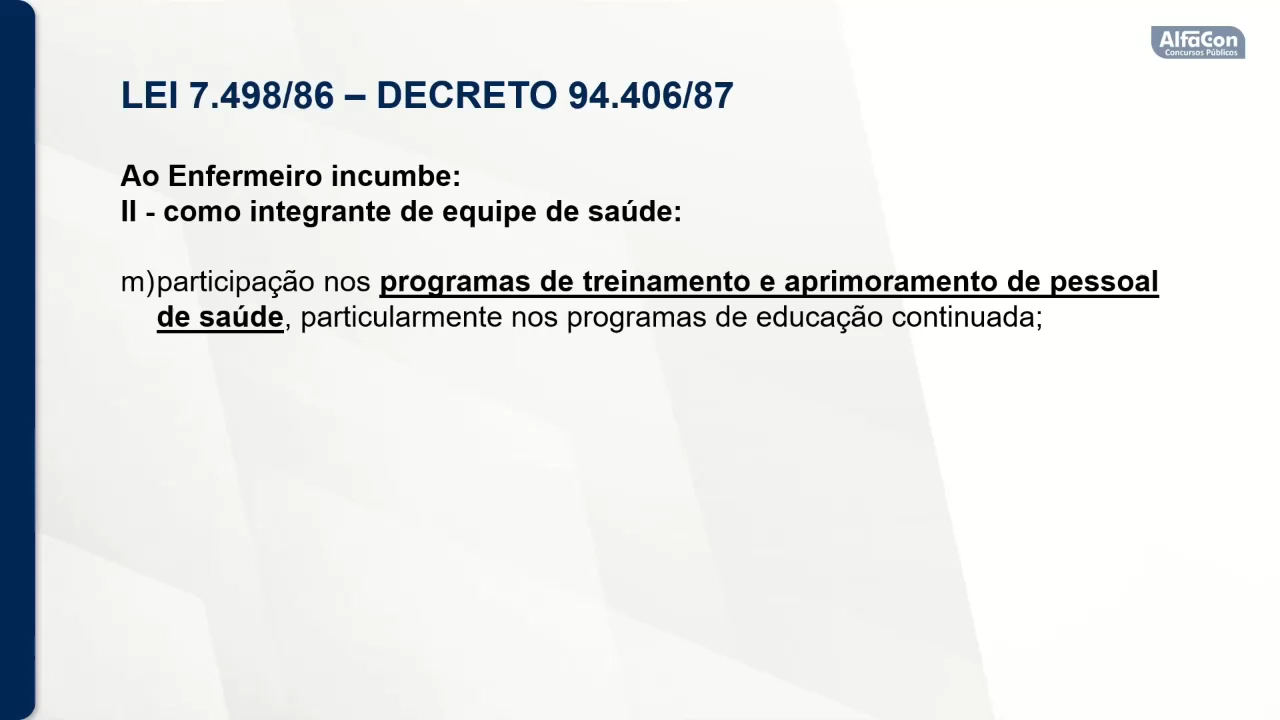 AlfaCon
Concursos Públicos
LEI 7.498/86 – DECRETO 94.406/87
Ao Enfermeiro incumbe:
II - como integrante de equipe de saúde:
m)participação nos programas de treinamento e aprimoramento de pessoal
de saúde, particularmente nos programas de educação continuada;